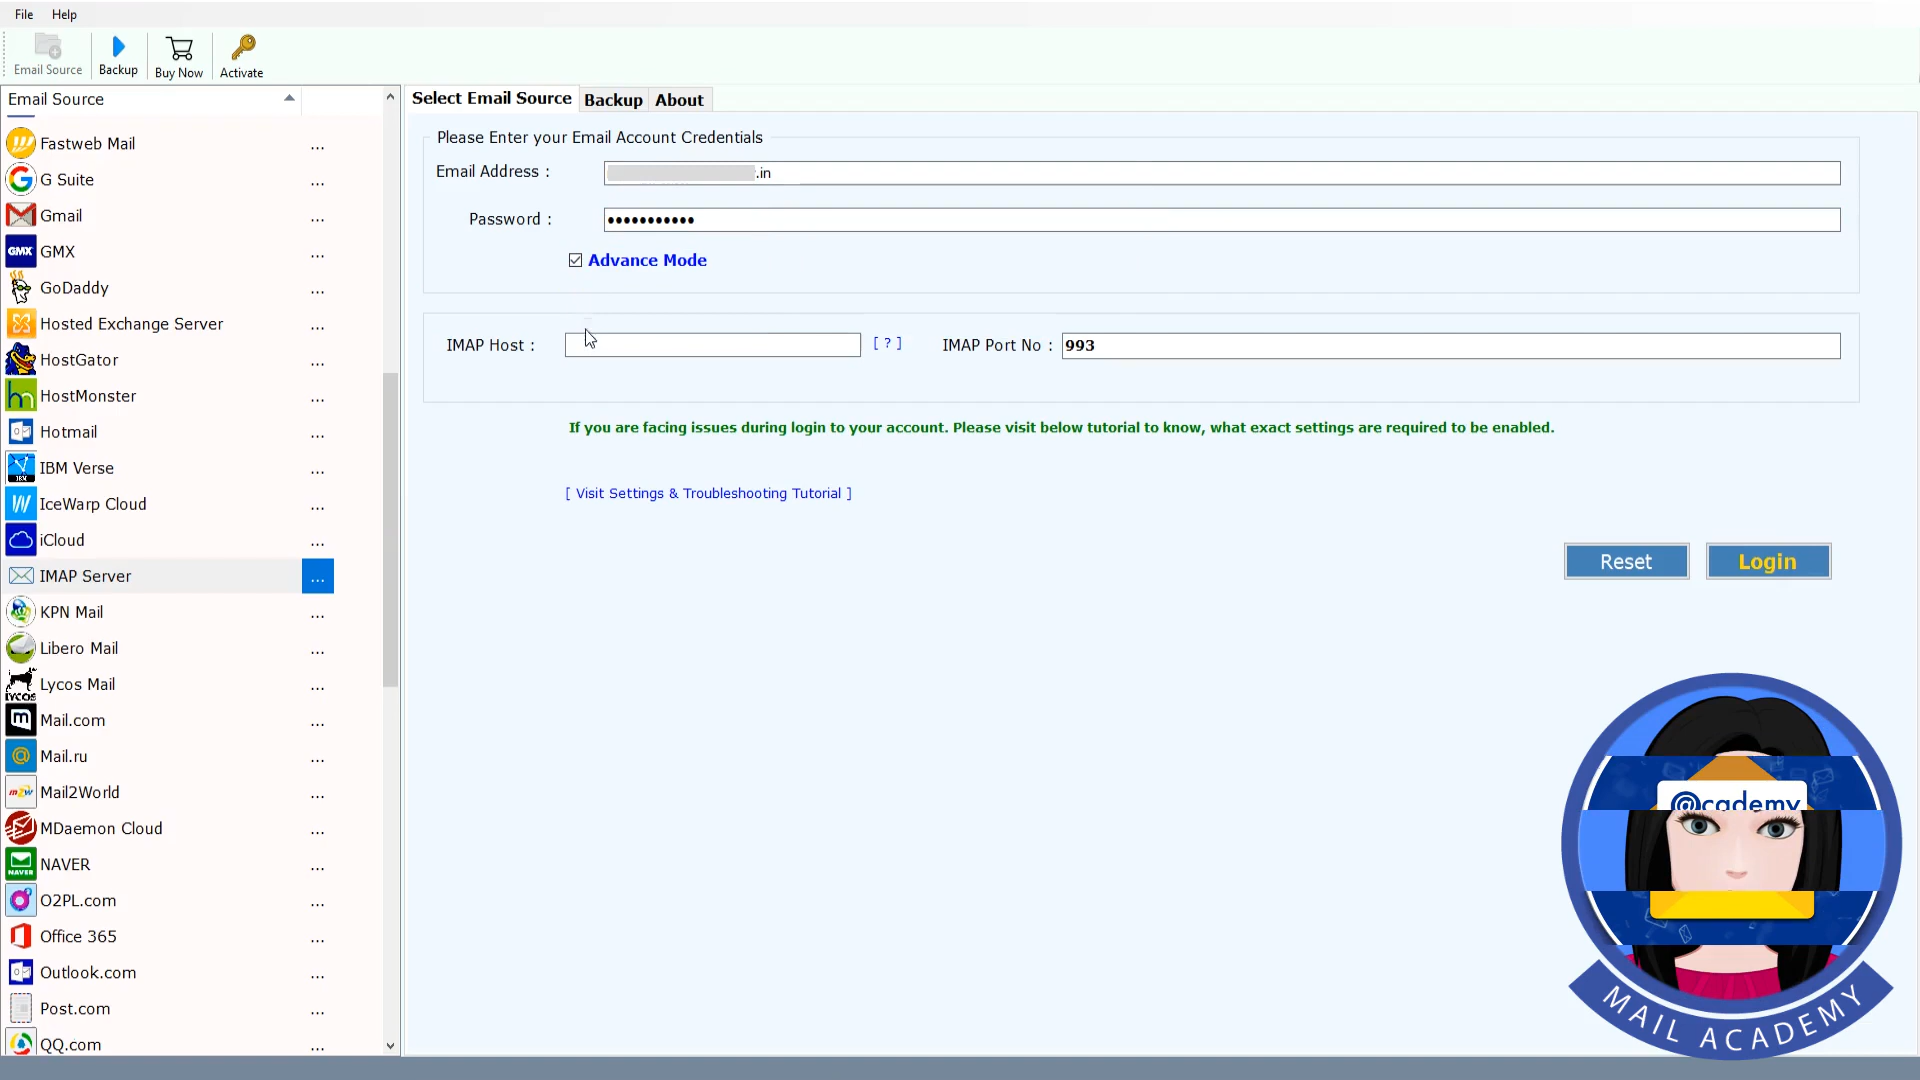 File Help
Email Source Backup Buy Now Activate
Email Source
Fastweb Mail ...
G Suite ...
Gmail ...
GMX GMX ...
GoDaddy ...
Hosted Exchange Server ...
HostGator ...
HostMonster ...
Hotmail ...
IBM Verse ...
IceWarp Cloud ...
iCloud ...
IMAP Server ...
KPN Mail ...
Libero Mail ...
LYCOS Lycos Mail ...
Mail.com ...
Mail.ru ...
Mail2World ...
MDaemon Cloud ...
NAVER NAVER ...
O2PL.com ...
Office 365 ...
Outlook.com ...
Post.com ...
QQ.com ...
Select Email Source Backup About
Please Enter your Email Account Credentials
Email Address : .in
Password : •••••••••••
Advance Mode
IMAP Host : [ ? ] IMAP Port No : 993
If you are facing issues during login to your account. Please visit below tutorial to know, what exact settings are required to be enabled.
[ Visit Settings & Troubleshooting Tutorial ]
Reset Login
@cademy
MAIL ACADEMY